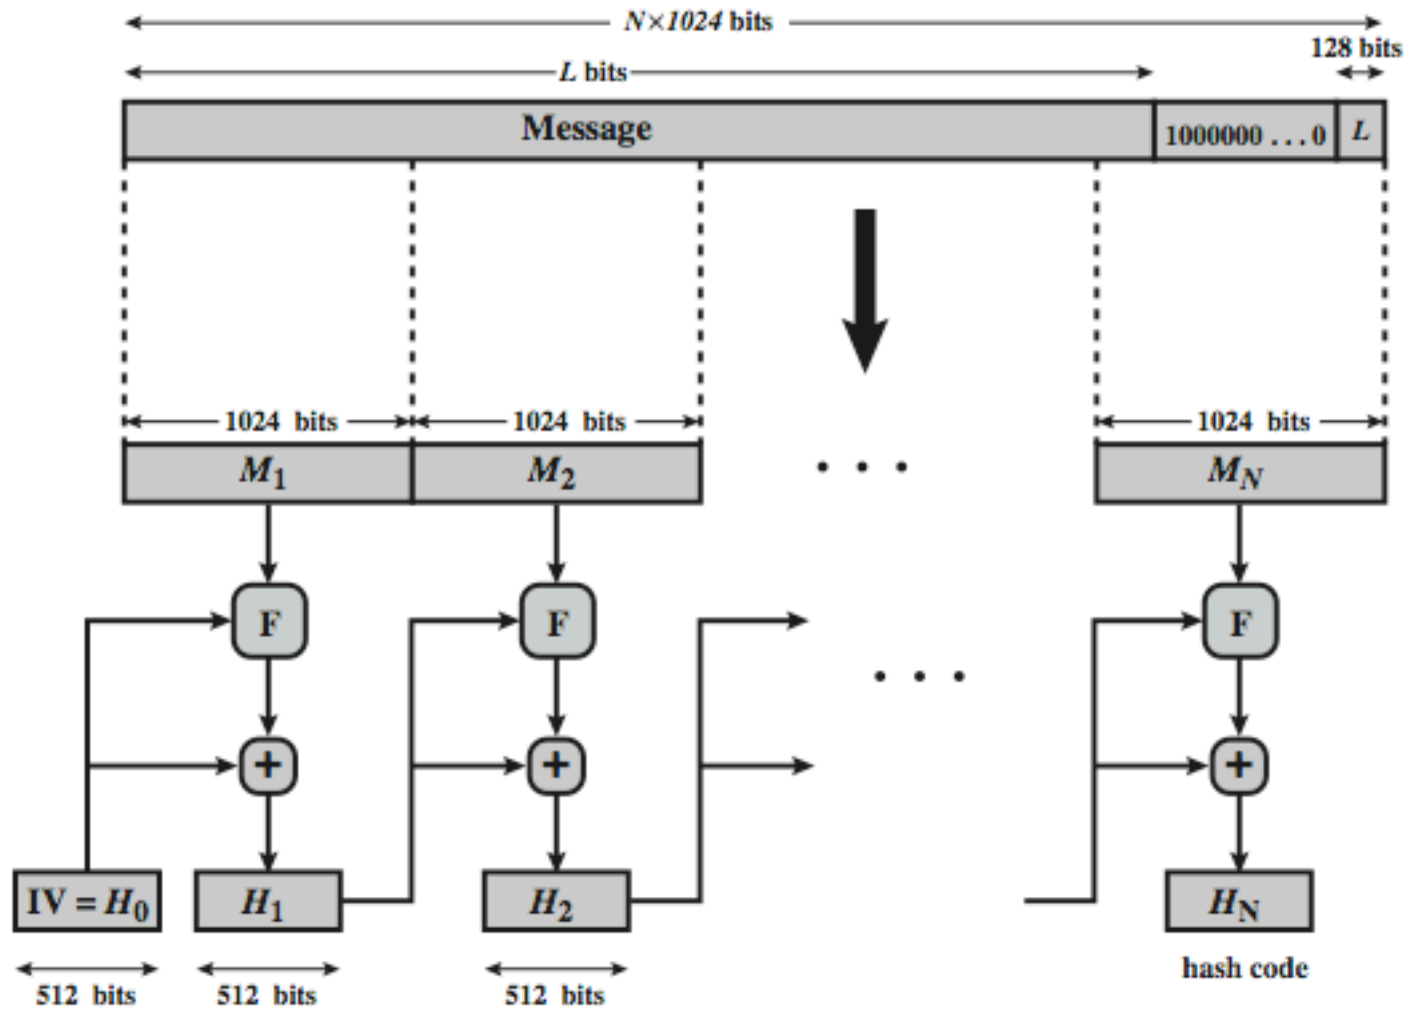 N×1024 bits
128 bits
L bits
Message
1000000 . . . 0
L
1024 bits
1024 bits
1024 bits
M1
M2
. . .
MN
F
F
F
. . .
+
+
+
IV = H0
H1
H2
HN
hash code
512 bits
512 bits
512 bits